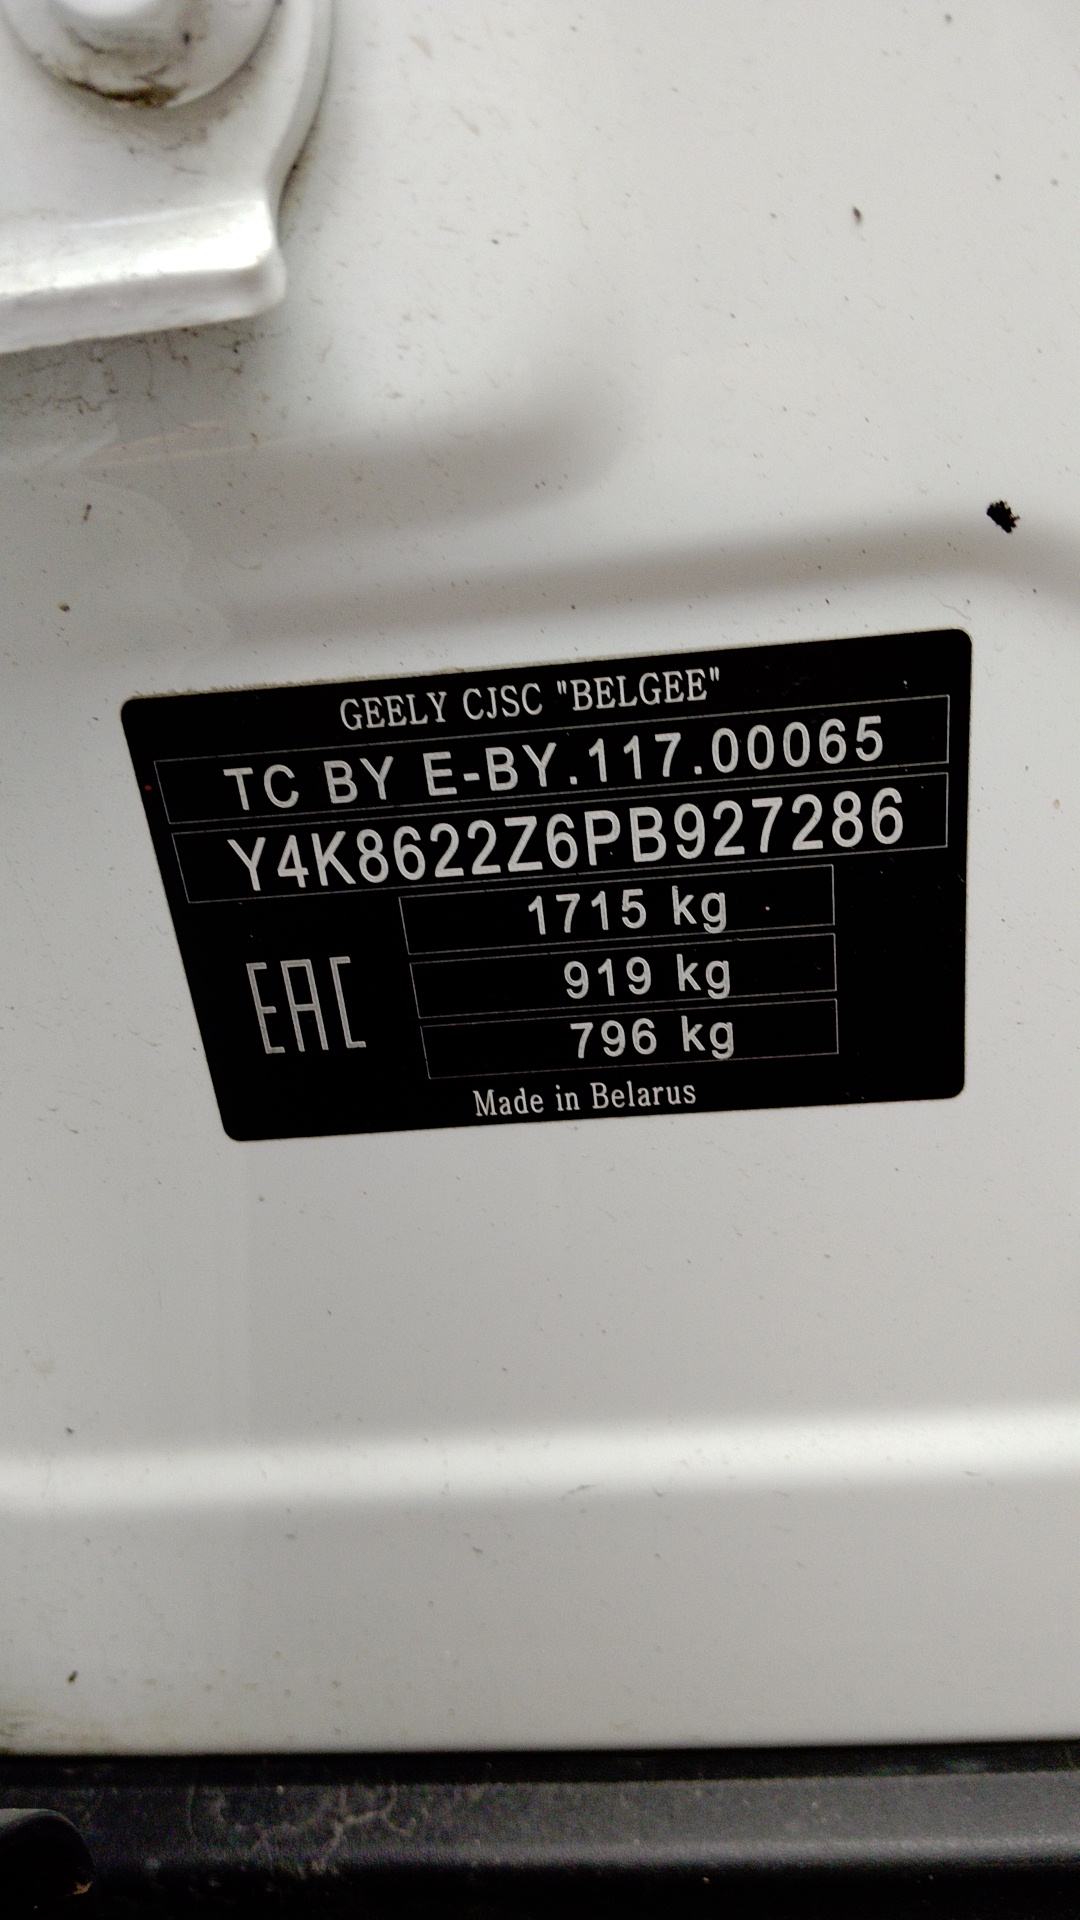 GEELY CJSC "BELGEE"
TC BY E-BY.117.00065
Y4K8622Z6PB927286
1715 kg
919 kg
EAC
796 kg
Made in Belarus